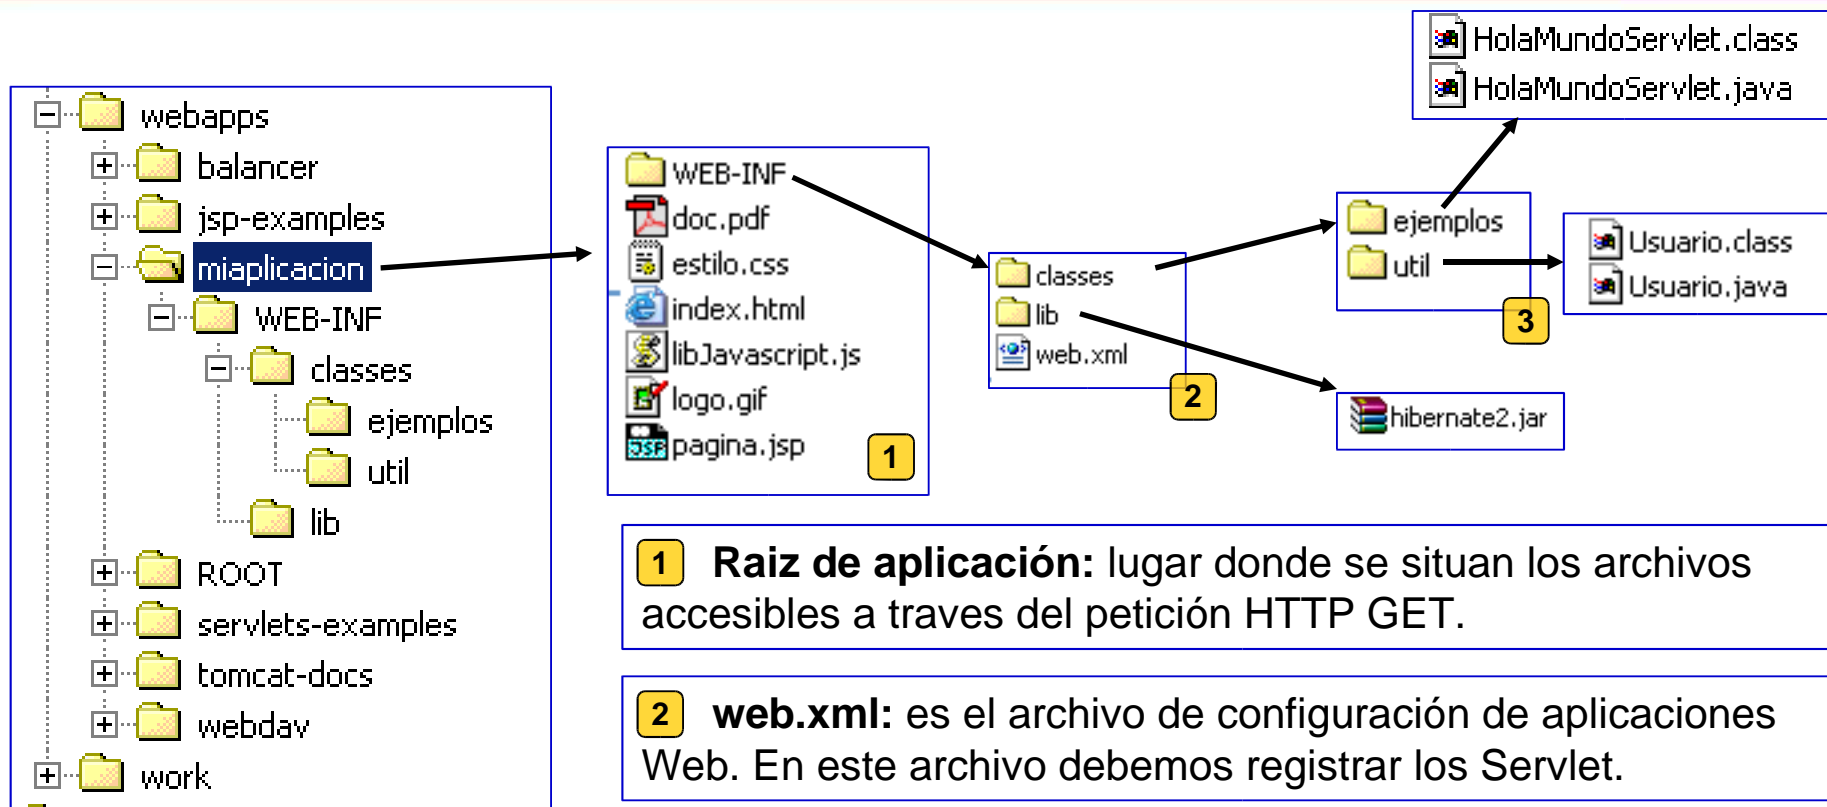 webapps
balancer
jsp-examples
miaplicacion
WEB-INF
classes
ejemplos
util
lib
ROOT
servlets-examples
tomcat-docs
webdav
work
WEB-INF
doc.pdf
estilo.css
index.html
libJavascript.js
logo.gif
pagina.jsp
1
classes
lib
web.xml
2
ejemplos
util
3
HolaMundoServlet.class
HolaMundoServlet.java
Usuario.class
Usuario.java
hibernate2.jar
1 Raiz de aplicación: lugar donde se situan los archivos
accesibles a traves del petición HTTP GET.
2 web.xml: es el archivo de configuración de aplicaciones
Web. En este archivo debemos registrar los Servlet.